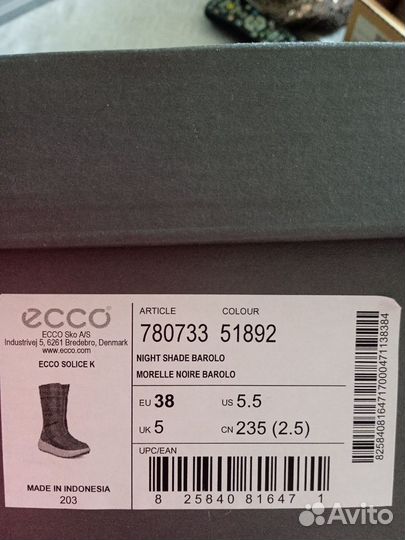 ecco
ECCO Sko A/S
Industrivej 5, 6261 Bredebro, Denmark
www.ecco.com
ECCO SOLICE K
MADE IN INDONESIA
203
ARTICLE COLOUR
780733 51892
NIGHT SHADE BAROLO
MORELLE NOIRE BAROLO
EU 38 US 5.5
UK 5 CN 235 (2.5)
UPC/EAN
8 25840 81647 1
8258408164717000471138384
Avito